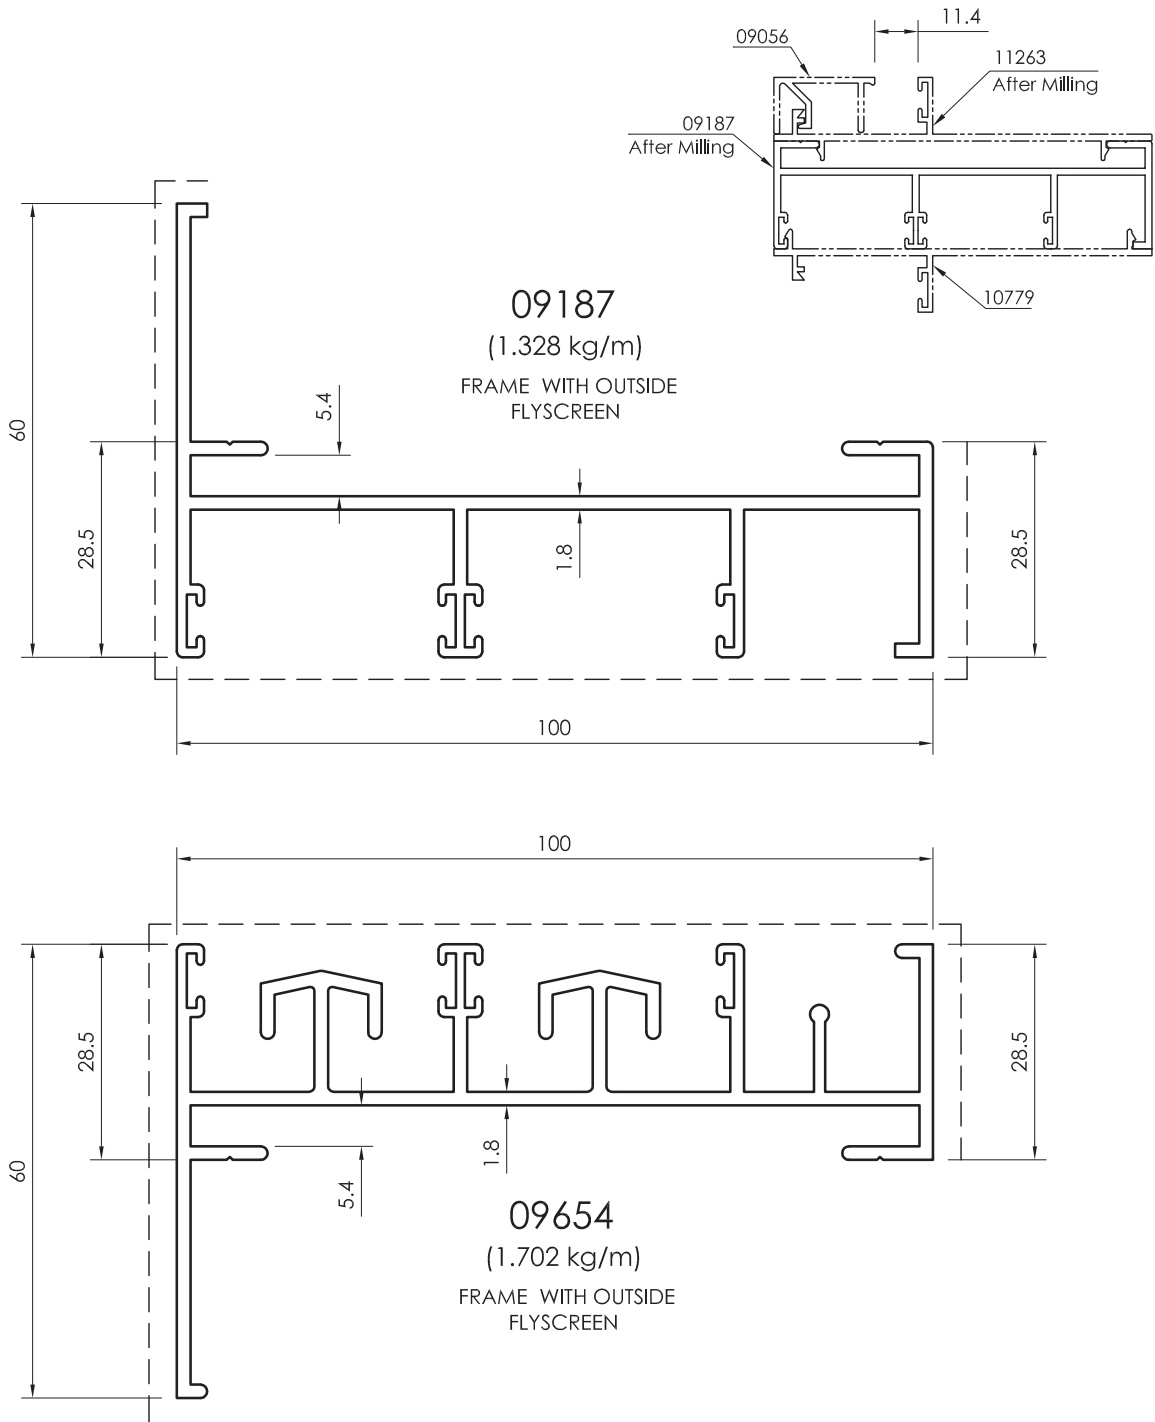 11.4
09056
11263
After Milling
09187
After Milling
10779
09187
(1.328 kg/m)
FRAME WITH OUTSIDE
FLYSCREEN
60
5.4
28.5
1.8
28.5
100
100
28.5
28.5
60
1.8
5.4
09654
(1.702 kg/m)
FRAME WITH OUTSIDE
FLYSCREEN